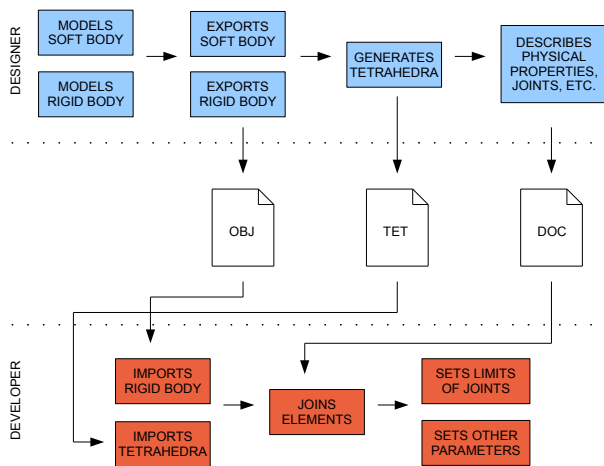 DESIGNER
MODELS
SOFT BODY
EXPORTS
SOFT BODY
MODELS
RIGID BODY
EXPORTS
RIGID BODY
GENERATES
TETRAHEDRA
DESCRIBES
PHYSICAL
PROPERTIES,
JOINTS, ETC.
OBJ
TET
DOC
DEVELOPER
IMPORTS
RIGID BODY
IMPORTS
TETRAHEDRA
JOINS
ELEMENTS
SETS LIMITS
OF JOINTS
SETS OTHER
PARAMETERS